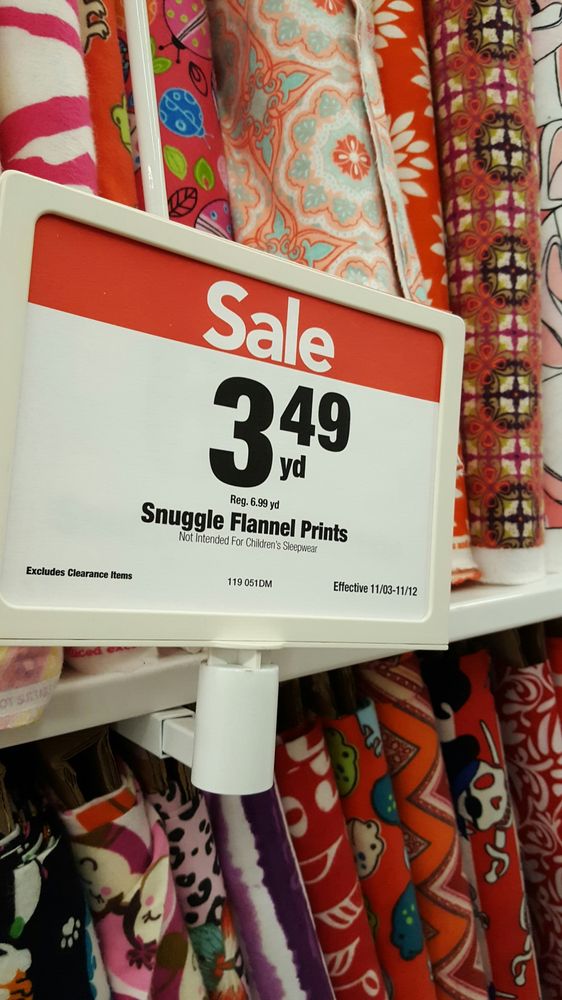 Sale
3 49
yd
Reg. 6.99 yd
Snuggle Flannel Prints
Not Intended For Children's Sleepwear
Excludes Clearance Items
119 051DM
Effective 11/03-11/12